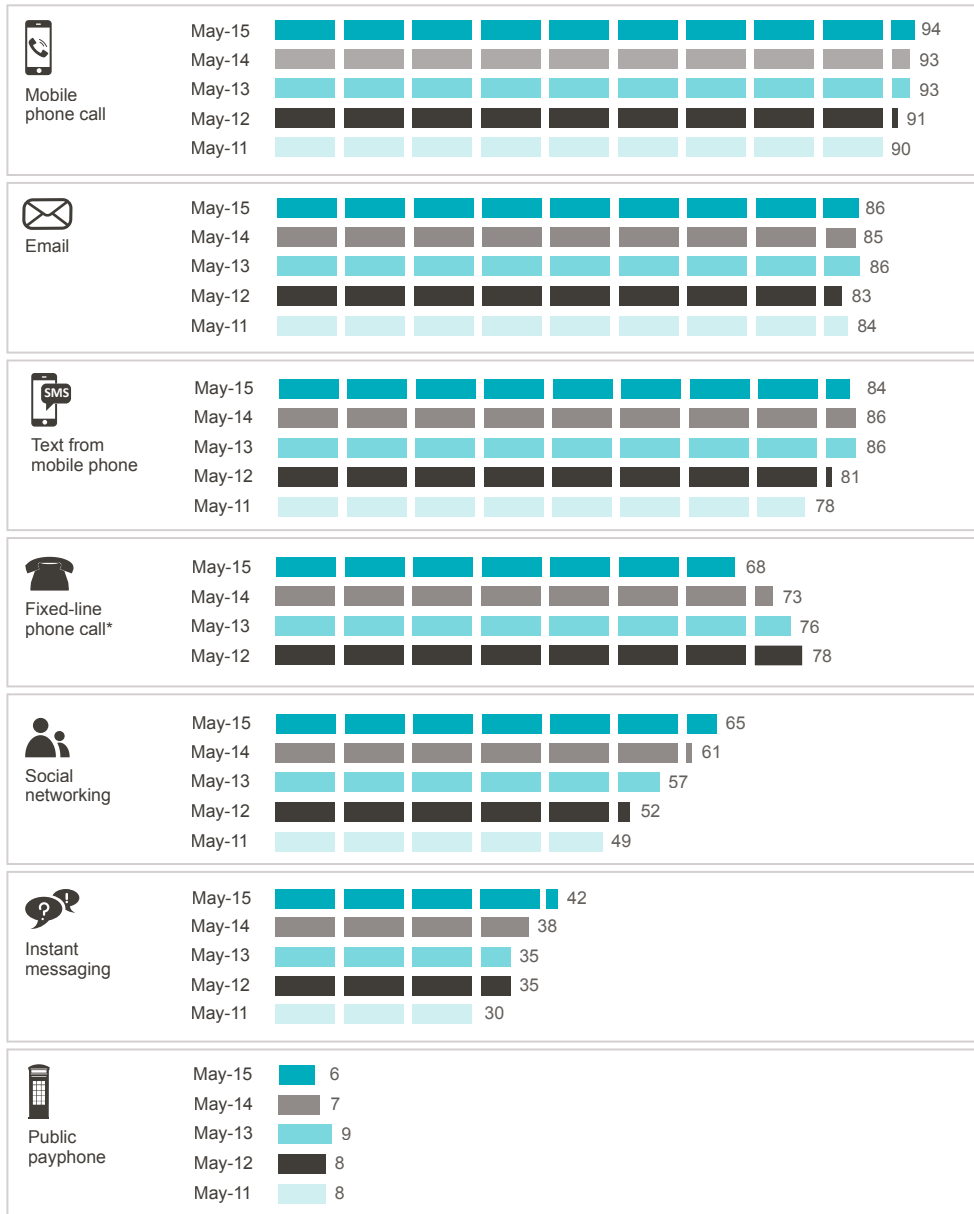 May-15 94
May-14 93
May-13 93
May-12 91
May-11 90
Mobile
phone call
May-15 86
May-14 85
May-13 86
May-12 83
May-11 84
Email
SMS
May-15 84
May-14 86
May-13 86
May-12 81
May-11 78
Text from
mobile phone
May-15 68
May-14 73
May-13 76
May-12 78
Fixed-line
phone call*
May-15 65
May-14 61
May-13 57
May-12 52
May-11 49
Social
networking
? !
May-15 42
May-14 38
May-13 35
May-12 35
May-11 30
Instant
messaging
May-15 6
May-14 7
May-13 9
May-12 8
May-11 8
Public
payphone